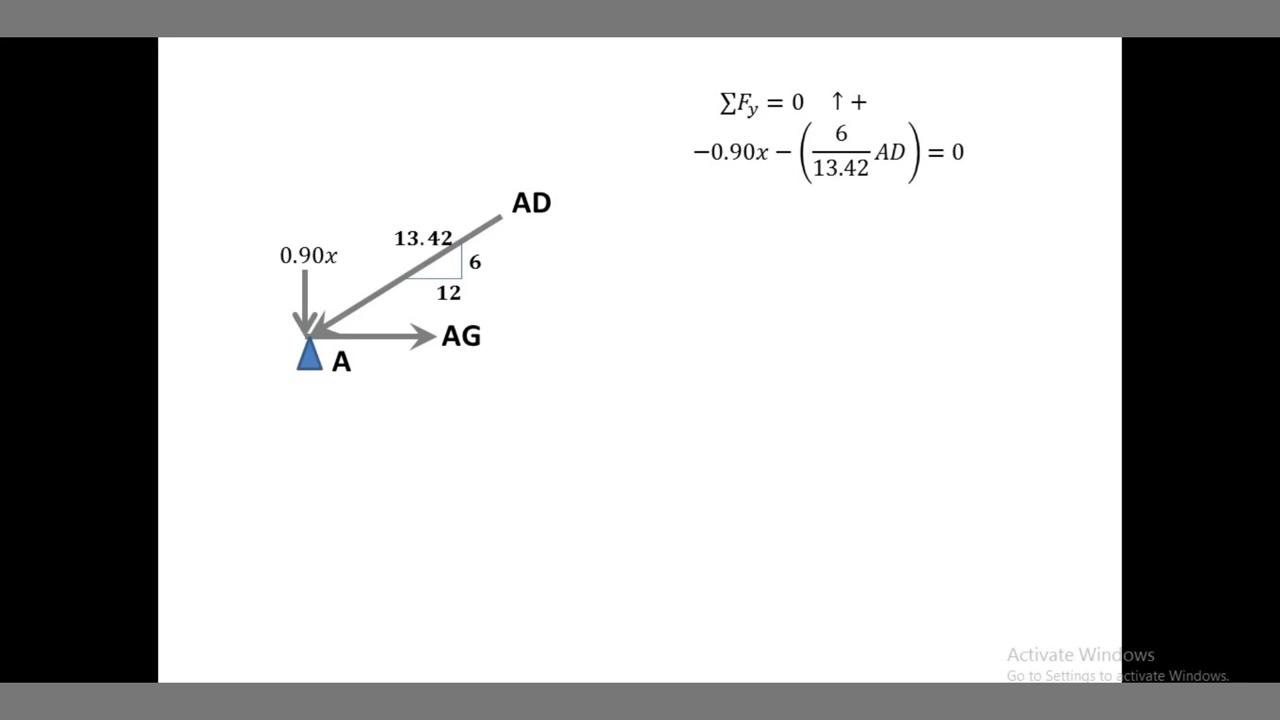 ∑Fy = 0 ↑ +
−0.90x − (6/13.42 AD) = 0
AD
13.42
0.90x
6
12
AG
A
Activate Windows
Go to Settings to activate Windows.